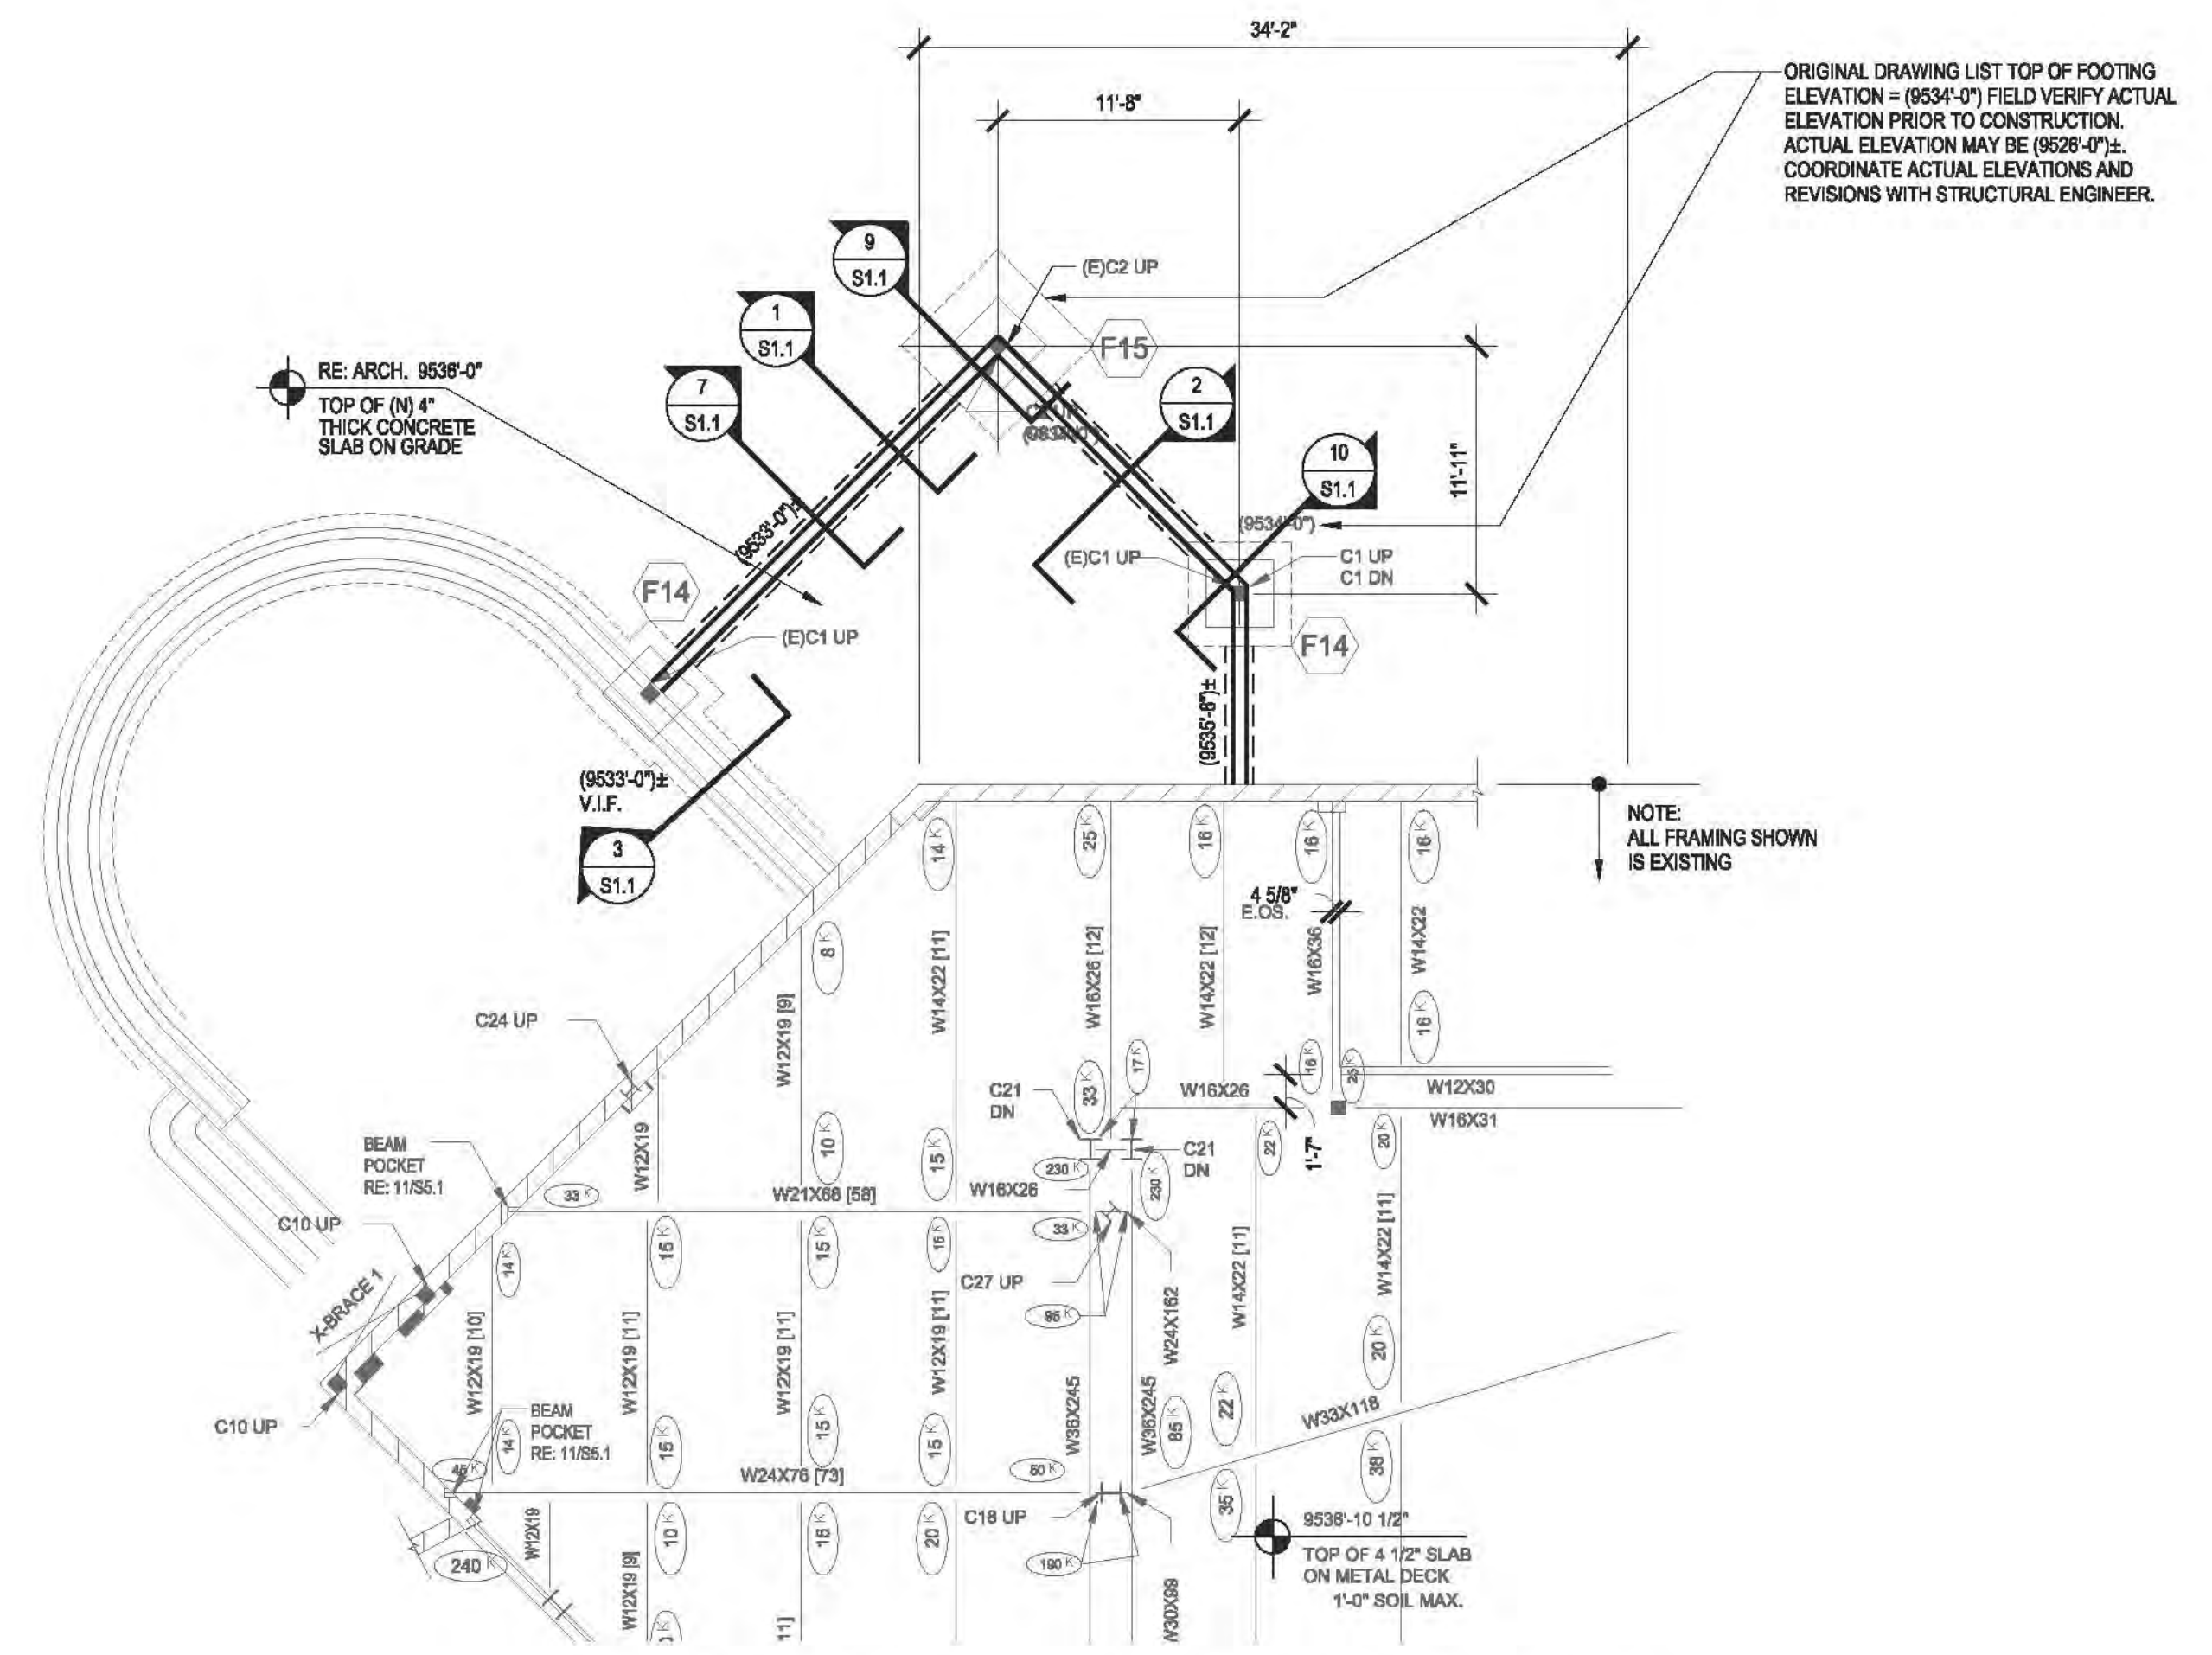 34'-2"
11'-8"
ORIGINAL DRAWING LIST TOP OF FOOTING
ELEVATION = (9534'-0") FIELD VERIFY ACTUAL
ELEVATION PRIOR TO CONSTRUCTION.
ACTUAL ELEVATION MAY BE (9526'-0")±.
COORDINATE ACTUAL ELEVATIONS AND
REVISIONS WITH STRUCTURAL ENGINEER.
9
S1.1
(E)C2 UP
1
S1.1
F15
RE: ARCH. 9536'-0"
TOP OF (N) 4"
THICK CONCRETE
SLAB ON GRADE
7
S1.1
2
S1.1
10
S1.1
11'-11"
(9533'-0")±
(9534'-0")
(E)C1 UP
C1 UP
C1 DN
F14
(E)C1 UP
F14
(9535'-8")±
(9533'-0")±
V.I.F.
3
S1.1
NOTE:
ALL FRAMING SHOWN
IS EXISTING
14 K
25 K
16 K
16 K
16 K
4 5/8"
E.OS.
8 K
W14X22 [11]
W16X26 [12]
W14X22 [12]
W16X36
W14X22
16 K
C24 UP
W12X19 [9]
C21
DN
33 K
17 K
W16X26
16 K
25 K
W12X30
W16X31
1'-7"
BEAM
POCKET
RE: 11/S5.1
W12X19
10 K
15 K
C21
DN
22 K
20 K
230 K
230 K
W16X26
33 K
W21X68 [58]
C10 UP
33 K
14 K
15 K
15 K
16 K
C27 UP
W14X22 [11]
W14X22 [11]
X-BRACE 1
95 K
W24X162
W12X19 [10]
W12X19 [11]
W12X19 [11]
W12X19 [11]
20 K
W36X245
W36X245
85 K
22 K
W33X118
C10 UP
BEAM
POCKET
RE: 11/S5.1
14 K
15 K
15 K
15 K
45 K
W24X76 [73]
50 K
38 K
35 K
C18 UP
W12X19
10 K
16 K
20 K
240 K
190 K
9536'-10 1/2"
TOP OF 4 1/2" SLAB
ON METAL DECK
1'-0" SOIL MAX.
W12X19 [9]
11]
W30X99